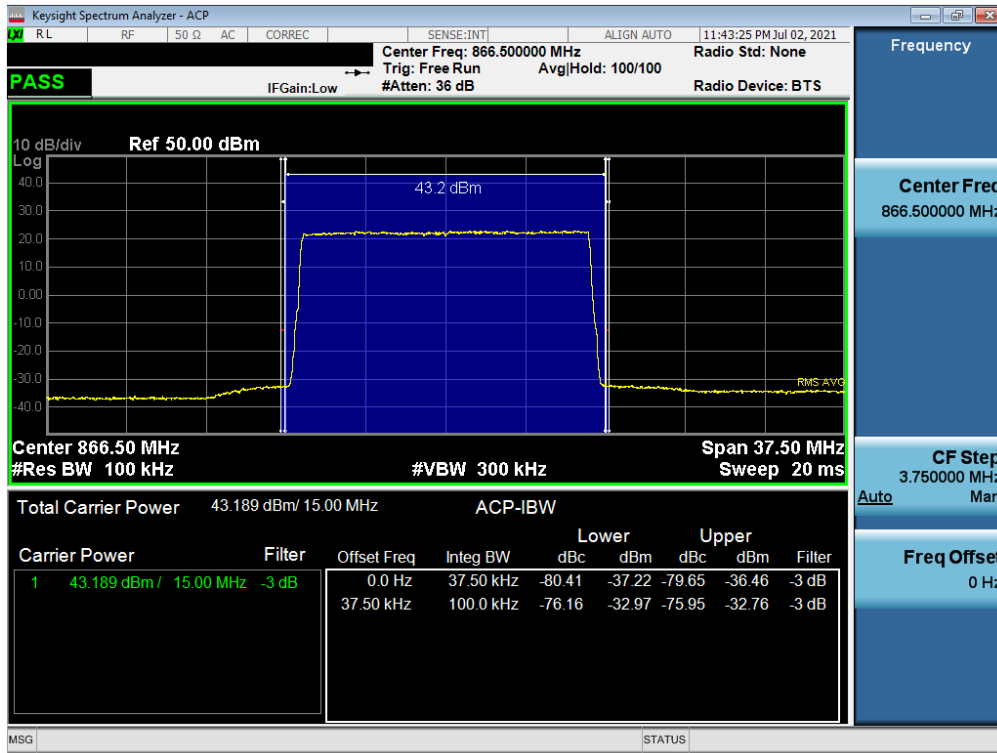 Keysight Spectrum Analyzer - ACP
LXI RL RF 50 Ω AC CORREC SENSE:INT ALIGN AUTO 11:43:25 PM Jul 02, 2021
Center Freq: 866.500000 MHz Radio Std: None
Trig: Free Run Avg|Hold: 100/100
PASS IFGain:Low #Atten: 36 dB Radio Device: BTS
Frequency
10 dB/div Ref 50.00 dBm
Log
40.0
30.0
20.0
10.0
0.00
-10.0
-20.0
-30.0
-40.0
43.2 dBm
RMS AVG
Center 866.50 MHz Span 37.50 MHz
#Res BW 100 kHz #VBW 300 kHz Sweep 20 ms
Center Freq
866.500000 MHz
CF Step
3.750000 MHz
Auto Man
Freq Offset
0 Hz
Total Carrier Power 43.189 dBm/ 15.00 MHz ACP-IBW
Lower Upper
Carrier Power Filter Offset Freq Integ BW dBc dBm dBc dBm Filter
1 43.189 dBm / 15.00 MHz -3 dB 0.0 Hz 37.50 kHz -80.41 -37.22 -79.65 -36.46 -3 dB
37.50 kHz 100.0 kHz -76.16 -32.97 -75.95 -32.76 -3 dB
MSG STATUS